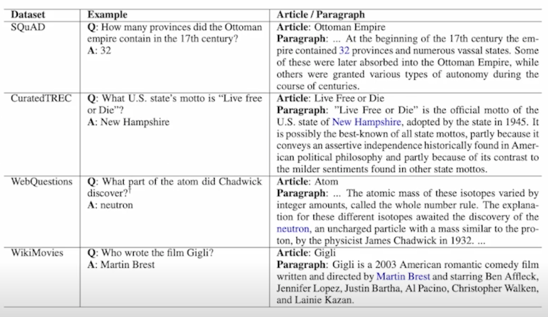 Dataset Example Article / Paragraph
SQuAD Q: How many provinces did the Ottoman Article: Ottoman Empire
empire contain in the 17th century? Paragraph: ... At the beginning of the 17th century the em-
A: 32 pire contained 32 provinces and numerous vassal states. Some
of these were later absorbed into the Ottoman Empire, while
others were granted various types of autonomy during the
course of centuries.
CuratedTREC Q: What U.S. state's motto is “Live free Article: Live Free or Die
or Die”? Paragraph: "Live Free or Die" is the official motto of the
A: New Hampshire U.S. state of New Hampshire, adopted by the state in 1945. It
is possibly the best-known of all state mottos, partly because it
conveys an assertive independence historically found in Amer-
ican political philosophy and partly because of its contrast to
the milder sentiments found in other state mottos.
WebQuestions Q: What part of the atom did Chadwick Article: Atom
discover? Paragraph: ... The atomic mass of these isotopes varied by
A: neutron integer amounts, called the whole number rule. The explana-
tion for these different isotopes awaited the discovery of the
neutron, an uncharged particle with a mass similar to the pro-
ton, by the physicist James Chadwick in 1932. ...
WikiMovies Q: Who wrote the film Gigli? Article: Gigli
A: Martin Brest Paragraph: Gigli is a 2003 American romantic comedy film
written and directed by Martin Brest and starring Ben Affleck,
Jennifer Lopez, Justin Bartha, Al Pacino, Christopher Walken,
and Lainie Kazan.